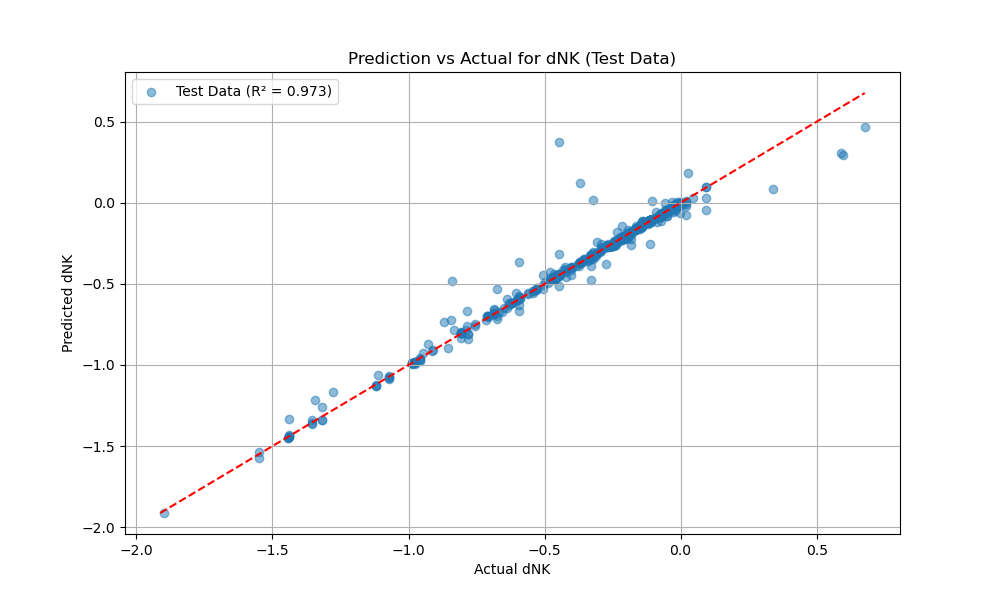 Prediction vs Actual for dNK (Test Data)
Test Data (R² = 0.973)
0.5
0.0
−0.5
−1.0
−1.5
−2.0
Predicted dNK
−2.0 −1.5 −1.0 −0.5 0.0 0.5
Actual dNK